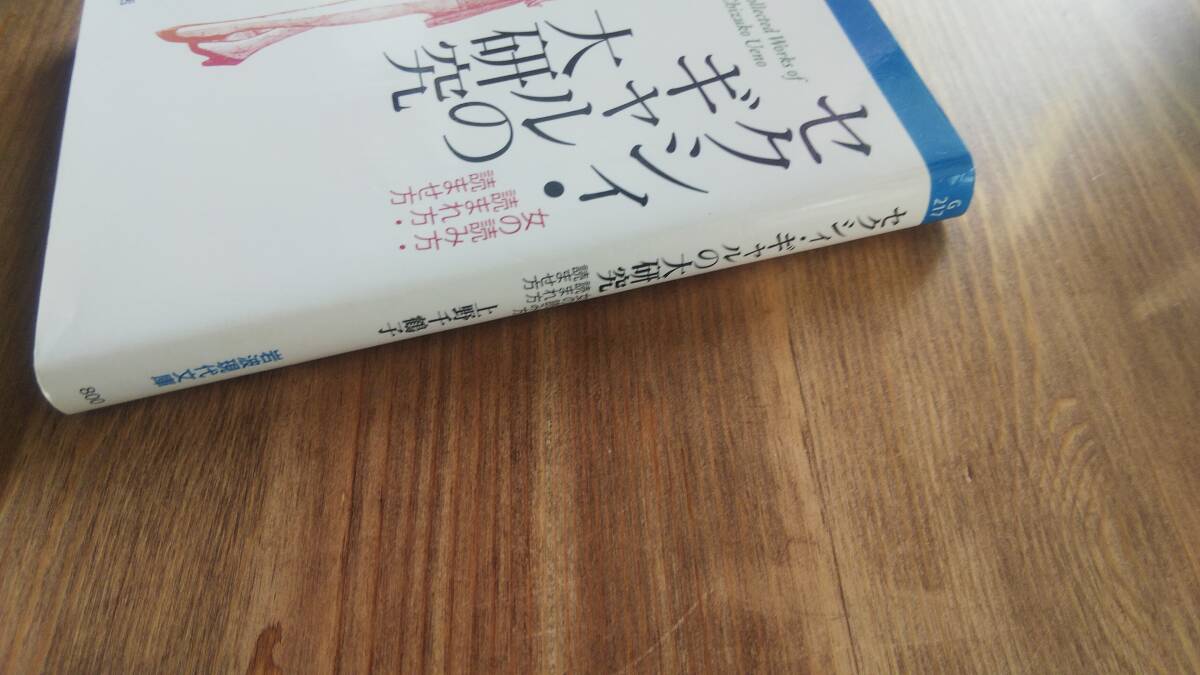 Collected Works of
Chizuko Ueno
セクシィ・
ギャルの
大研究
女の読み方・
読まれ方・
読ませ方
G
217
セクシィ・ギャルの大研究
女の読み方
読まれ方
読ませ方
上野千鶴子
岩波現代文庫
800